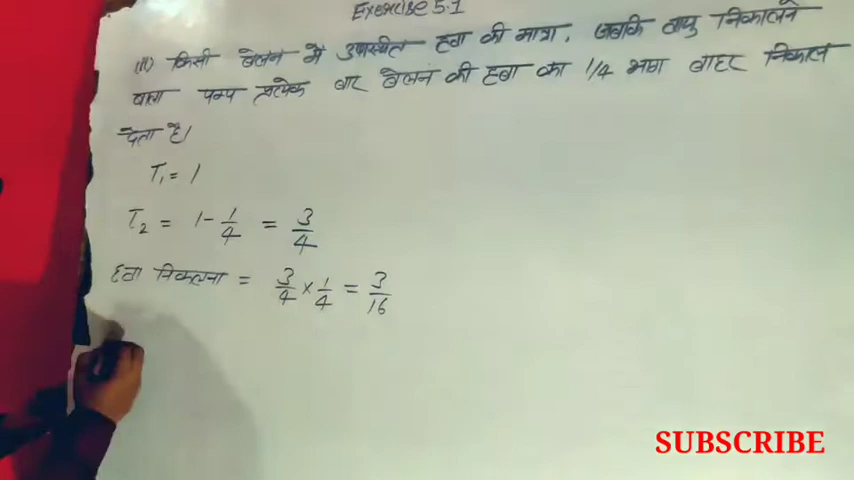 Exercise 5.1
(ii) किसी बेलन मे उपस्थित हवा की मात्रा, जबकि वायु निकालने
वाला पम्प प्रत्येक बार बेलन की हवा का 1/4 भाग बाहर निकाल
देता है।
T₁ = 1
T₂ = 1 - 1/4 = 3/4
हवा निकलना = 3/4 × 1/4 = 3/16
SUBSCRIBE